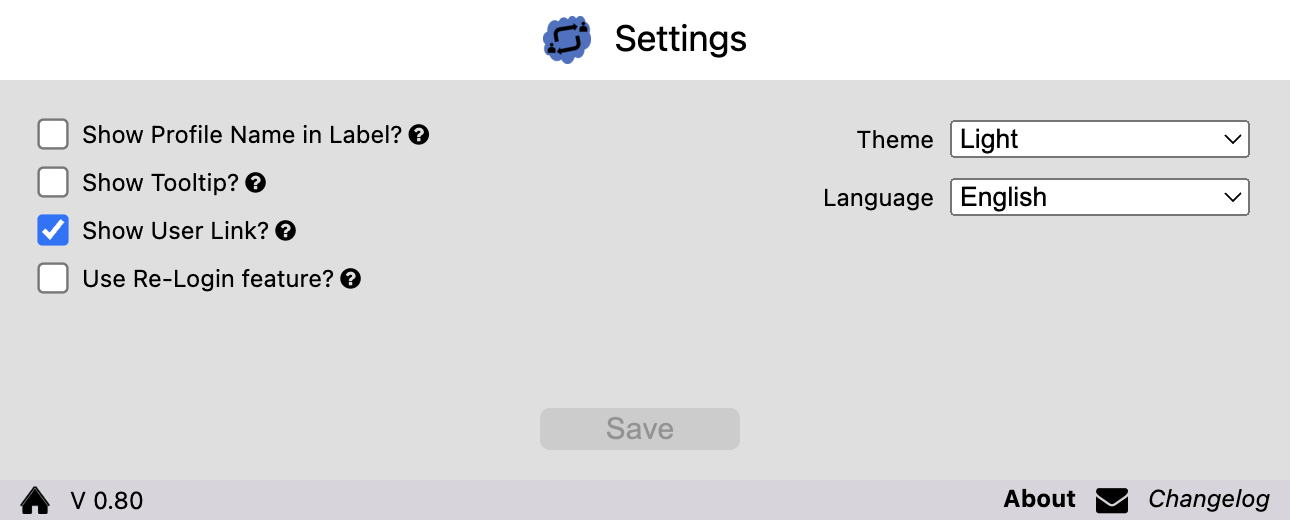 Settings
Show Profile Name in Label?
Show Tooltip?
Show User Link?
Use Re-Login feature?
Theme Light
Language English
Save
V 0.80 About Changelog